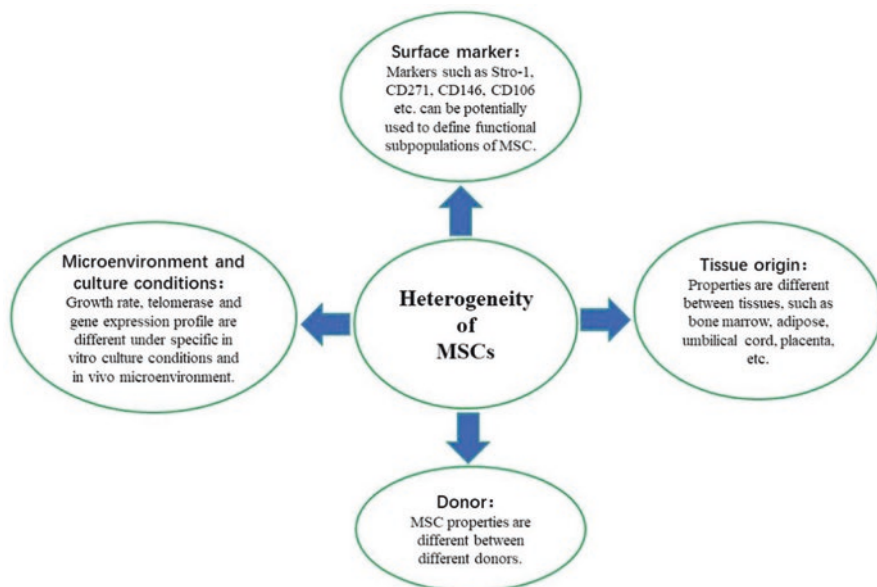 Surface marker：
Markers such as Stro-1,
CD271, CD146, CD106
etc. can be potentially
used to define functional
subpopulations of MSC.
Microenvironment and
culture conditions：
Growth rate, telomerase and
gene expression profile are
different under specific in
vitro culture conditions and
in vivo microenvironment.
Heterogeneity
of
MSCs
Tissue origin：
Properties are different
between tissues, such as
bone marrow, adipose,
umbilical cord, placenta,
etc.
Donor：
MSC properties are
different between
different donors.